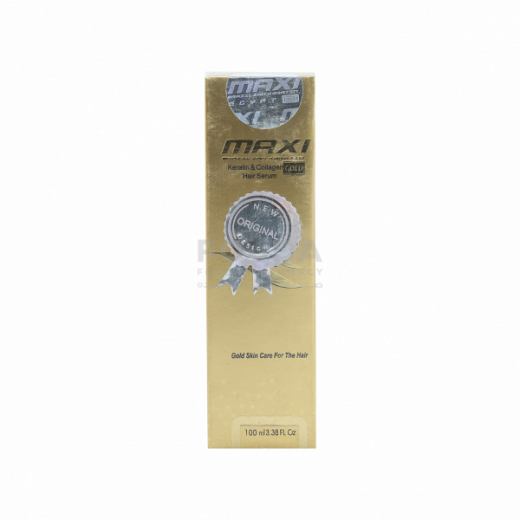 MAXI
EGYPT
MAXI
Keratin & Collagen
GOLD
Hair Serum
NEW
ORIGINAL
DESIGN
Gold Skin Care For The Hair
100 ml 3.38 FL Oz